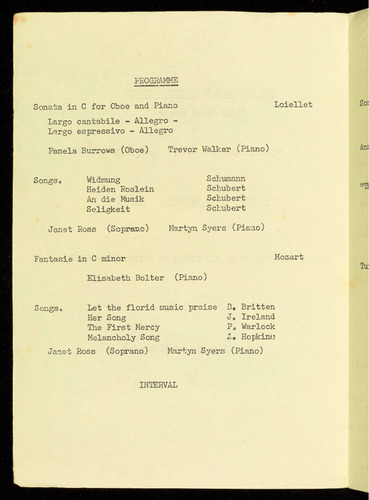 PROGRAMME
Sonata in C for Oboe and Piano Loiellet
Largo cantabile - Allegro -
Largo espressivo - Allegro
Pamela Burrows (Oboe) Trevor Walker (Piano)
Songs. Widmung Schumann
Heiden Roslein Schubert
An die Musik Schubert
Seligkeit Schubert
Janet Ross (Soprano) Martyn Syers (Piano)
Fantasie in C minor Mozart
Elisabeth Bolter (Piano)
Songs. Let the florid music praise B. Britten
Her Song J. Ireland
The First Mercy P. Warlock
Melancholy Song A. Hopkins
Janet Ross (Soprano) Martyn Syers (Piano)
INTERVAL